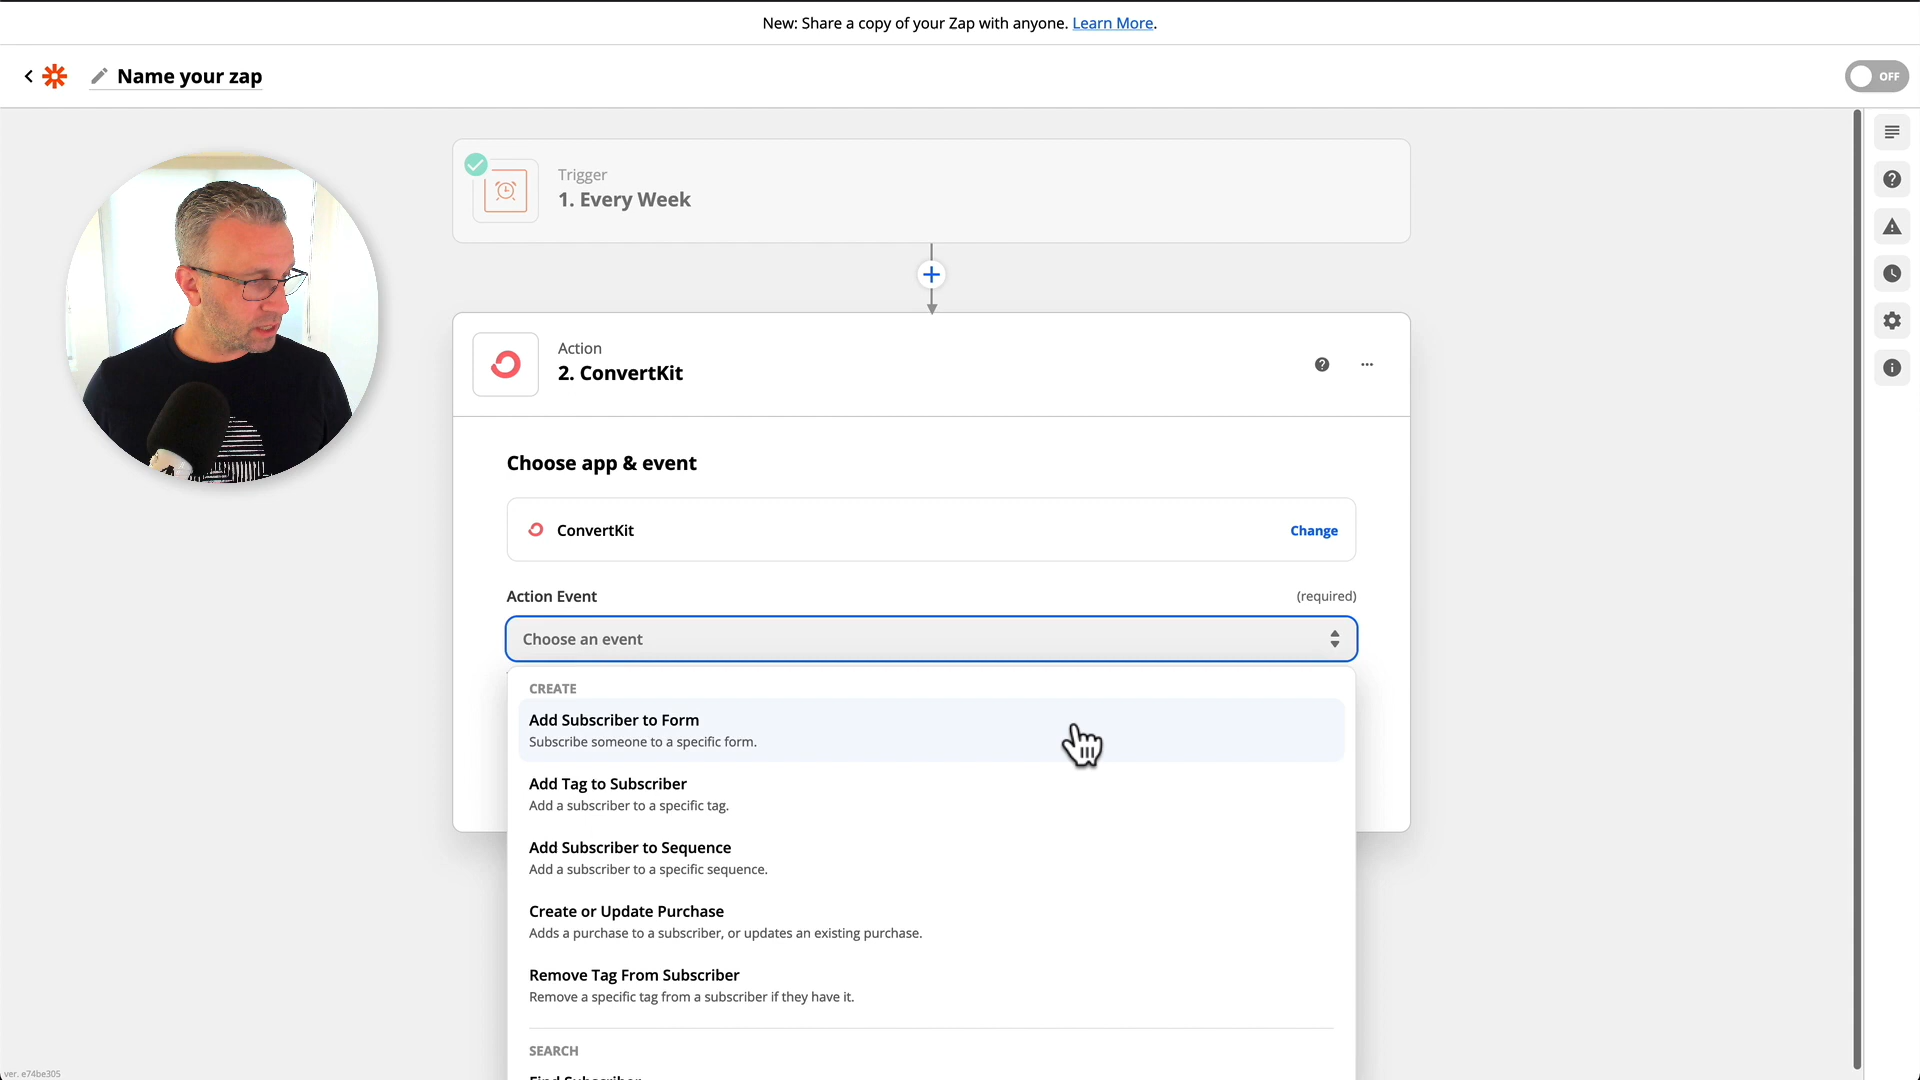 New: Share a copy of your Zap with anyone. Learn More.
Name your zap
OFF
Trigger
1. Every Week
Action
2. ConvertKit
Choose app & event
ConvertKit
Change
Action Event
(required)
Choose an event
CREATE
Add Subscriber to Form
Subscribe someone to a specific form.
Add Tag to Subscriber
Add a subscriber to a specific tag.
Add Subscriber to Sequence
Add a subscriber to a specific sequence.
Create or Update Purchase
Adds a purchase to a subscriber, or updates an existing purchase.
Remove Tag From Subscriber
Remove a specific tag from a subscriber if they have it.
SEARCH
Find Subscriber
ver. e74be305